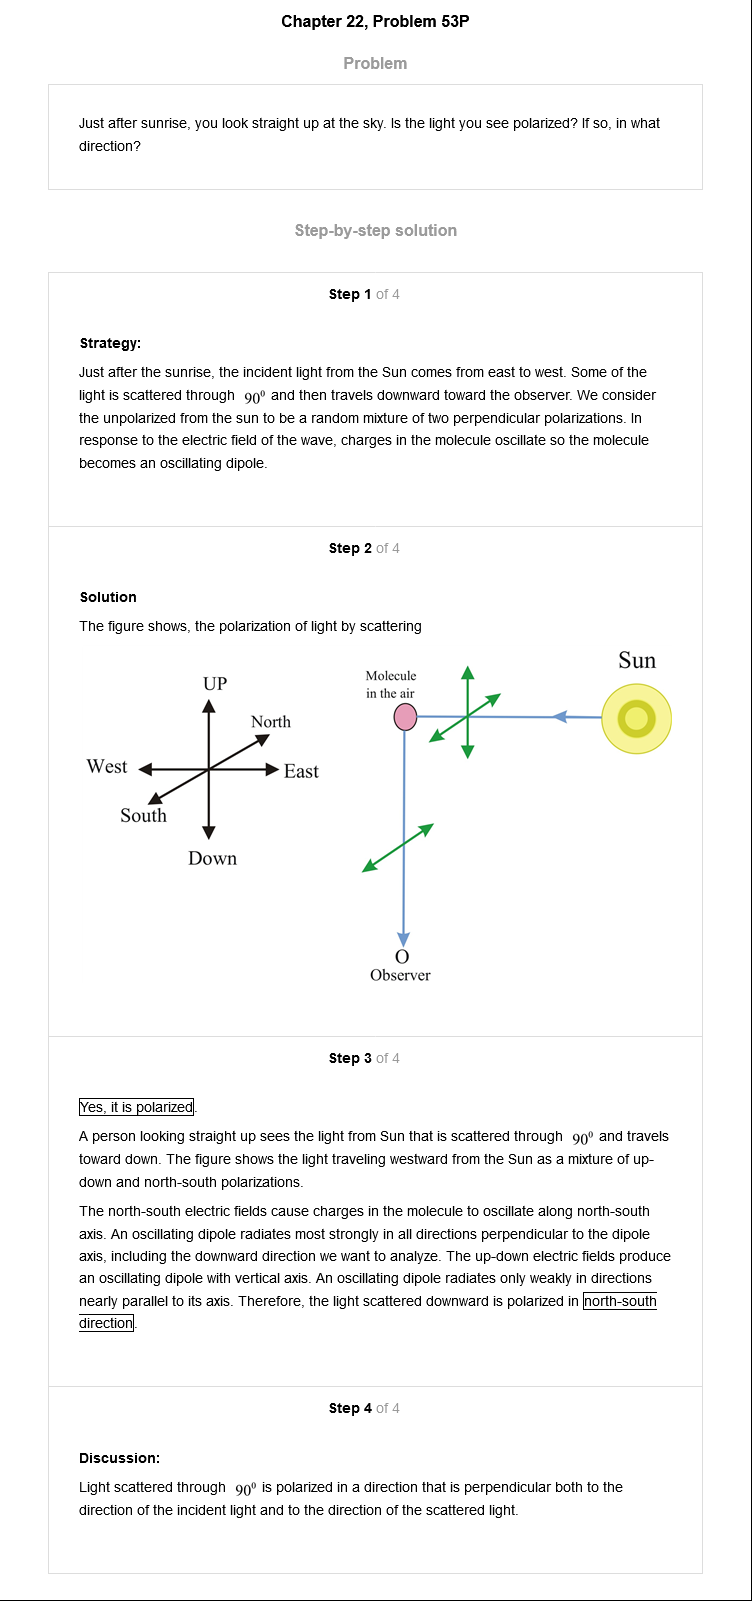 Chapter 22, Problem 53P
Problem
Just after sunrise, you look straight up at the sky. Is the light you see polarized? If so, in what
direction?
Step-by-step solution
Step 1 of 4
Strategy:
Just after the sunrise, the incident light from the Sun comes from east to west. Some of the
light is scattered through 90⁰ and then travels downward toward the observer. We consider
the unpolarized from the sun to be a random mixture of two perpendicular polarizations. In
response to the electric field of the wave, charges in the molecule oscillate so the molecule
becomes an oscillating dipole.
Step 2 of 4
Solution
The figure shows, the polarization of light by scattering
UP
North
West
East
South
Down
Molecule
in the air
Sun
O
Observer
Step 3 of 4
Yes, it is polarized.
A person looking straight up sees the light from Sun that is scattered through 90⁰ and travels
toward down. The figure shows the light traveling westward from the Sun as a mixture of up-
down and north-south polarizations.
The north-south electric fields cause charges in the molecule to oscillate along north-south
axis. An oscillating dipole radiates most strongly in all directions perpendicular to the dipole
axis, including the downward direction we want to analyze. The up-down electric fields produce
an oscillating dipole with vertical axis. An oscillating dipole radiates only weakly in directions
nearly parallel to its axis. Therefore, the light scattered downward is polarized in north-south
direction.
Step 4 of 4
Discussion:
Light scattered through 90⁰ is polarized in a direction that is perpendicular both to the
direction of the incident light and to the direction of the scattered light.